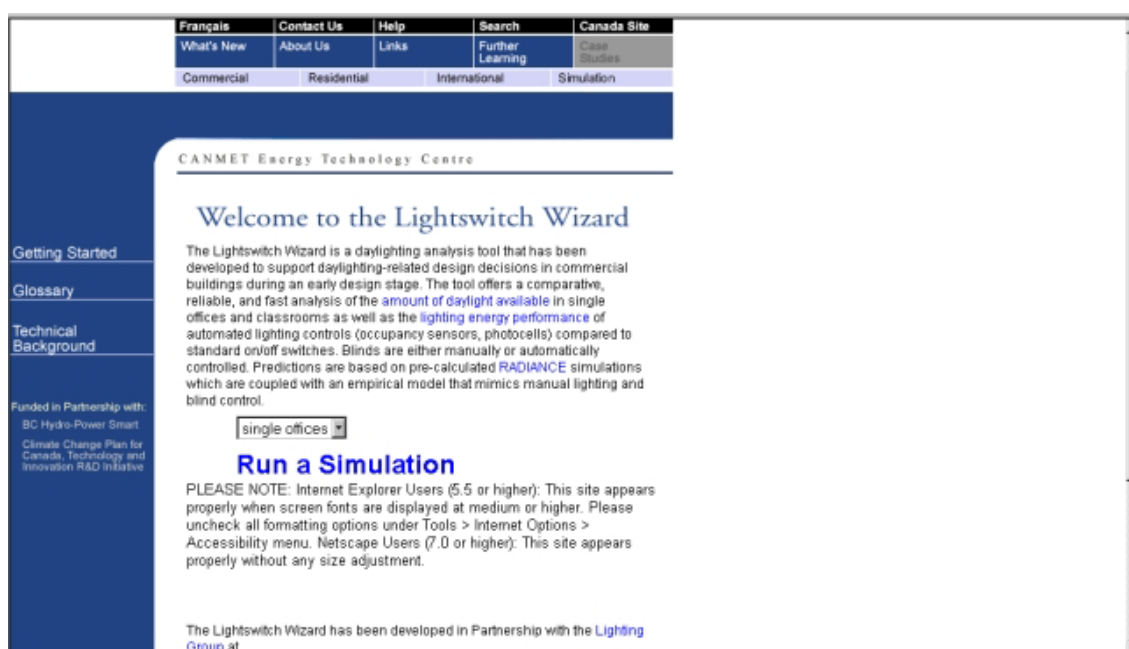 Français Contact Us Help Search Canada Site
What's New About Us Links Further Learning Case Studies
Commercial Residential International Simulation
CANMET Energy Technology Centre
Welcome to the Lightswitch Wizard
Getting Started
Glossary
Technical
Background
Funded in Partnership with:
BC Hydro-Power Smart
Climate Change Plan for
Canada, Technology and
Innovation R&D Initiative
The Lightswitch Wizard is a daylighting analysis tool that has been
developed to support daylighting-related design decisions in commercial
buildings during an early design stage. The tool offers a comparative,
reliable, and fast analysis of the amount of daylight available in single
offices and classrooms as well as the lighting energy performance of
automated lighting controls (occupancy sensors, photocells) compared to
standard on/off switches. Blinds are either manually or automatically
controlled. Predictions are based on pre-calculated RADIANCE simulations
which are coupled with an empirical model that mimics manual lighting and
blind control.
single offices
Run a Simulation
PLEASE NOTE: Internet Explorer Users (5.5 or higher): This site appears
properly when screen fonts are displayed at medium or higher. Please
uncheck all formatting options under Tools > Internet Options >
Accessibility menu. Netscape Users (7.0 or higher): This site appears
properly without any size adjustment.
The Lightswitch Wizard has been developed in Partnership with the Lighting
Group at